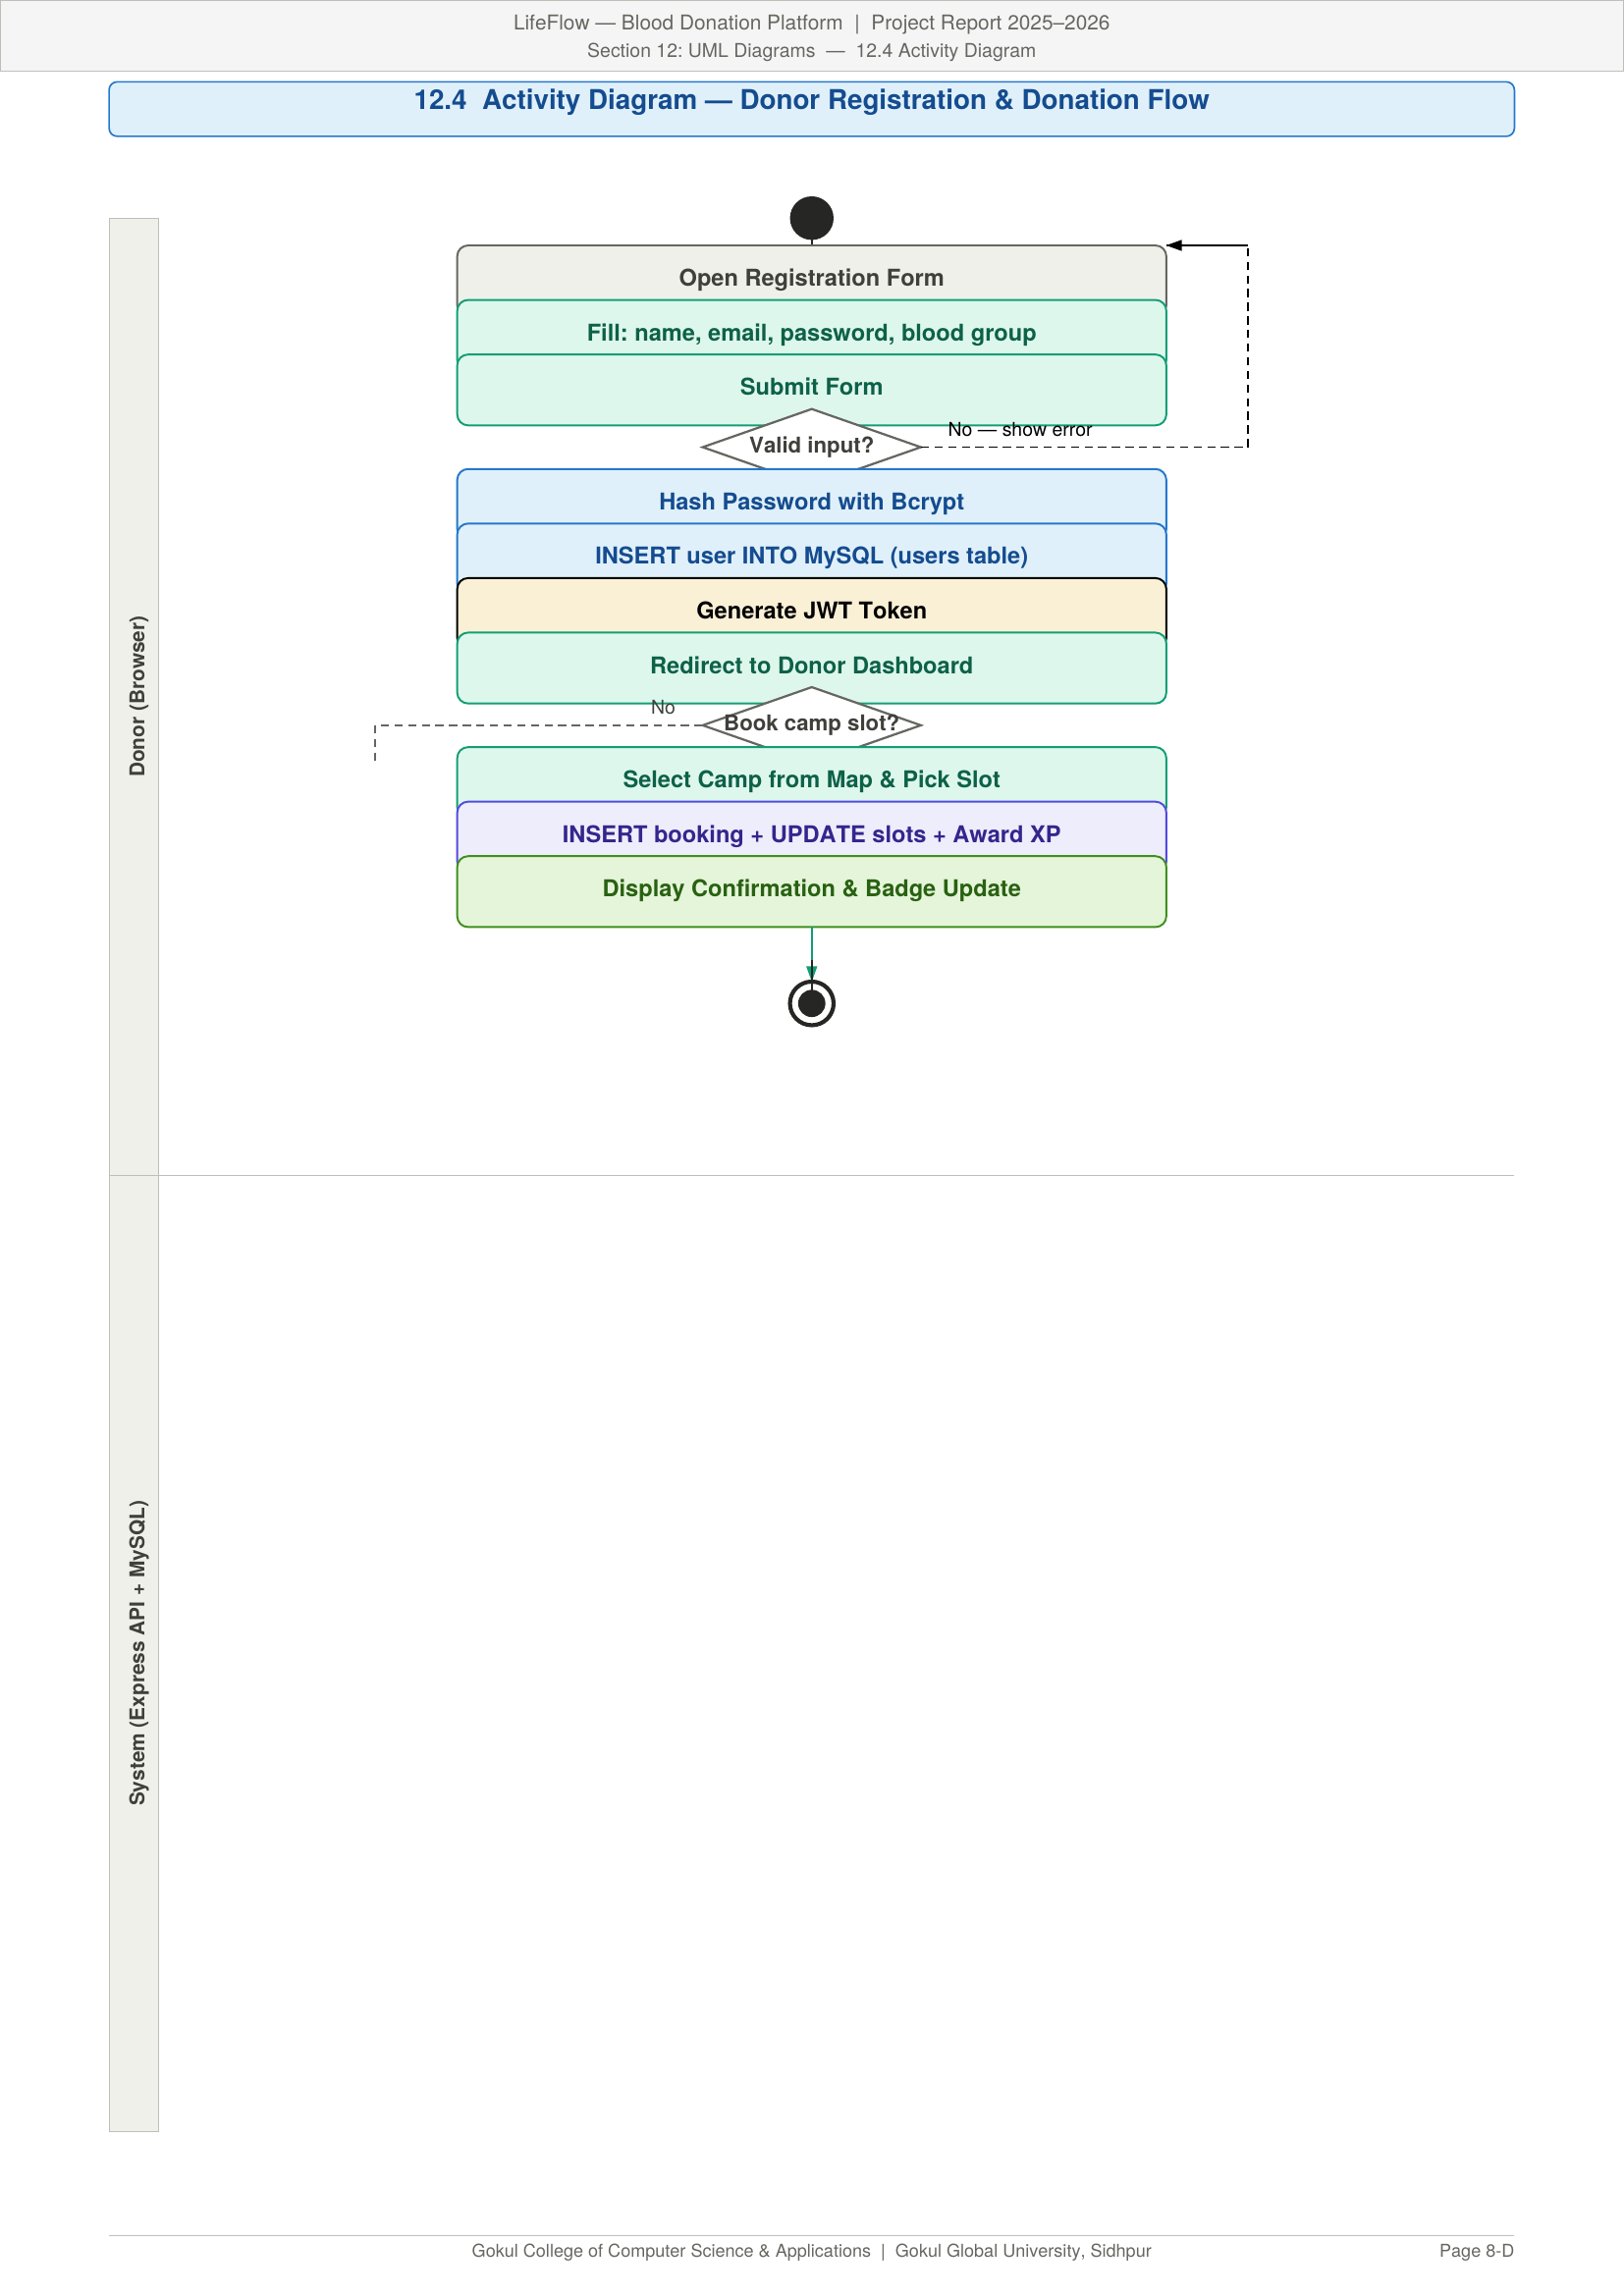 LifeFlow — Blood Donation Platform | Project Report 2025–2026
Section 12: UML Diagrams — 12.4 Activity Diagram
12.4 Activity Diagram — Donor Registration & Donation Flow
Open Registration Form
Fill: name, email, password, blood group
Submit Form
Valid input?
No — show error
Hash Password with Bcrypt
INSERT user INTO MySQL (users table)
Generate JWT Token
Redirect to Donor Dashboard
No
Book camp slot?
Select Camp from Map & Pick Slot
INSERT booking + UPDATE slots + Award XP
Display Confirmation & Badge Update
Donor (Browser)
System (Express API + MySQL)
Gokul College of Computer Science & Applications | Gokul Global University, Sidhpur
Page 8-D